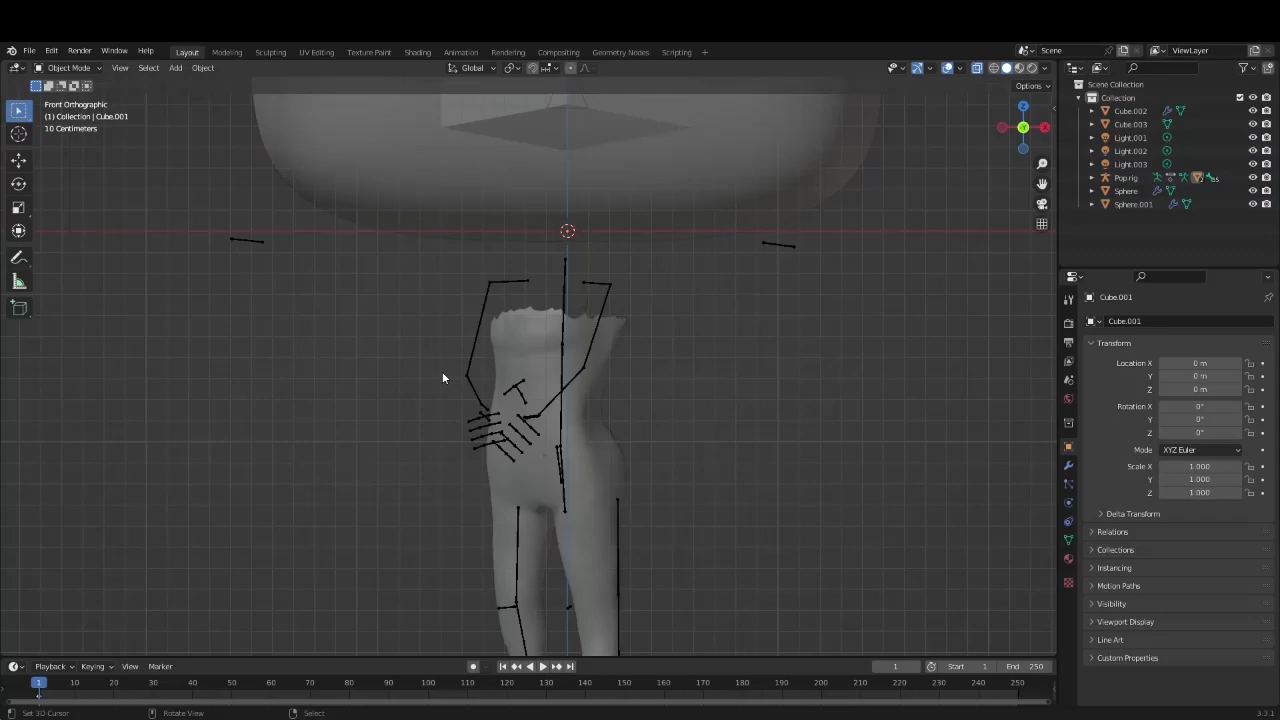 File Edit Render Window Help Layout Modeling Sculpting UV Editing Texture Paint Shading Animation Rendering Compositing Geometry Nodes Scripting + Scene ViewLayer
Object Mode View Select Add Object Global
Options
Front Orthographic
(1) Collection | Cube.001
10 Centimeters
Z
Y
X
Scene Collection
Collection
Cube.002
Cube.003
Light.001
Light.002
Light.003
Pop rig
Sphere
Sphere.001
Cube.001
Cube.001
Transform
Location X 0 m
Y 0 m
Z 0 m
Rotation X 0°
Y 0°
Z 0°
Mode XYZ Euler
Scale X 1.000
Y 1.000
Z 1.000
Delta Transform
Relations
Collections
Instancing
Motion Paths
Visibility
Viewport Display
Line Art
Custom Properties
Playback Keying View Marker 1 Start 1 End 250
1 10 20 30 40 50 60 70 80 90 100 110 120 130 140 150 160 170 180 190 200 210 220 230 240 250
Set 3D Cursor Rotate View Select 3.3.1